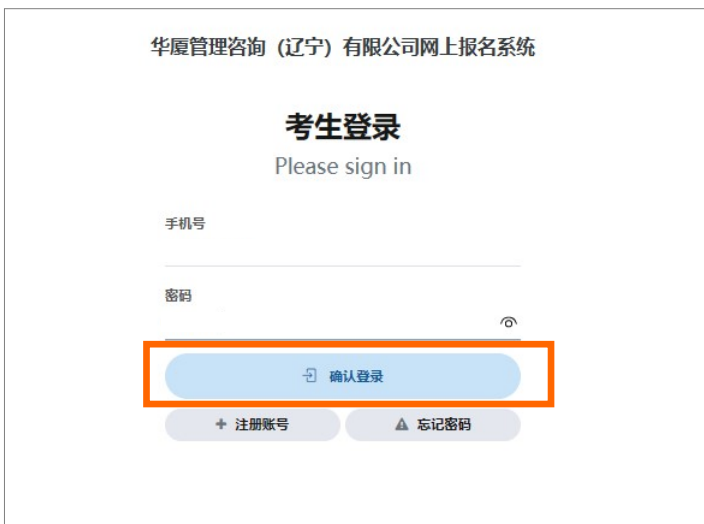 华厦管理咨询（辽宁）有限公司网上报名系统
考生登录
Please sign in
手机号
密码
确认登录
注册账号 忘记密码